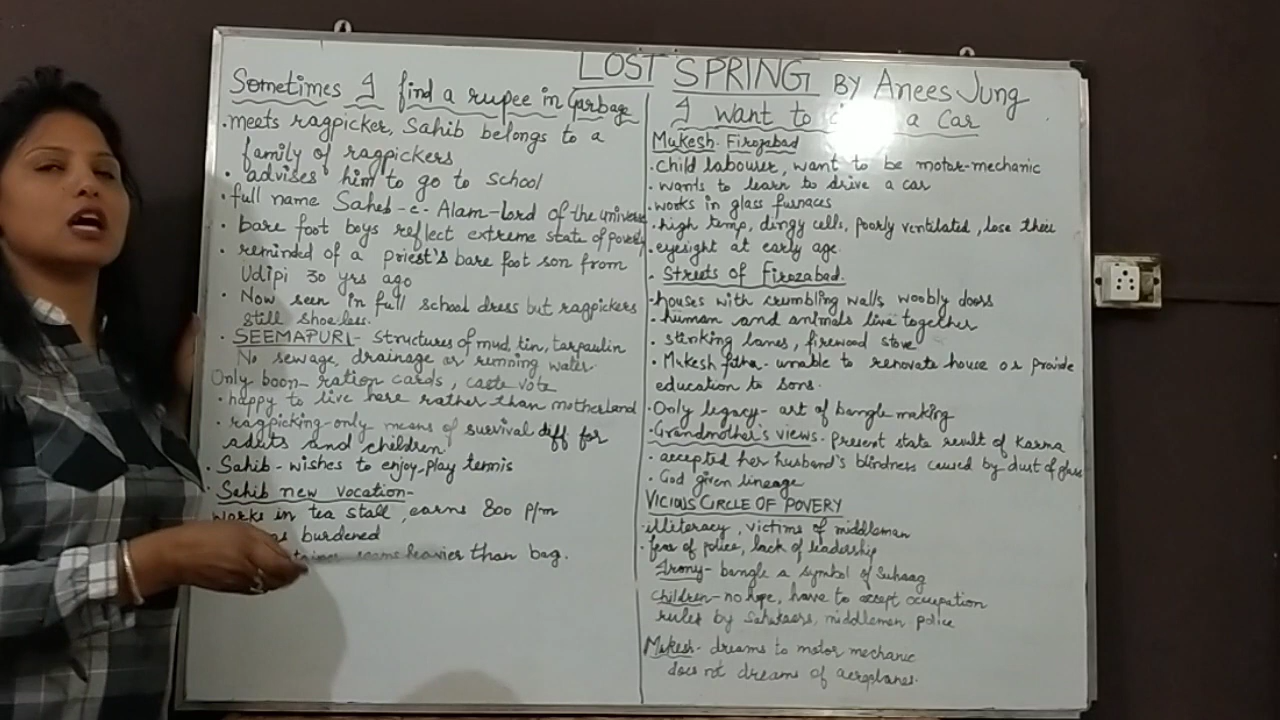 LOST SPRING BY Anees Jung
Sometimes I find a rupee in Garbage
• meets ragpicker, Sahib belongs to a
family of ragpickers
• advises him to go to school
• full name Saheb-e-Alam-lord of the universe
• bare foot boys reflect extreme state of poverty
• reminded of a priest's bare foot son from
Udipi 30 yrs ago
• Now seen in full school dress but ragpickers
still shoeless.
• SEEMAPURI- Structures of mud, tin, tarpaulin
No sewage, drainage or running water.
Only boon- ration cards, caste vote
• happy to live here rather than motherland
• ragpicking-only means of survival diff for
adults and children
• Sahib - wishes to enjoy-play tennis
• Sahib new vocation-
works in tea stall, earns 800 p/m
burdened
seems heavier than bag.
I Want to a Car
Mukesh. Firozabad
• Child labourer, want to be motor-mechanic
• wants to learn to drive a car
• works in glass furnaces
• high temp, dingy cells, poorly ventilated, lose their
• eyesight at early age.
• Streets of Firozabad.
• houses with crumbling walls woobly doors
• human and animals live together
• stinking lanes, firewood stove
• Mukesh - unable to renovate house or provide
education to sons.
• Only legacy- art of bangle making
• Grandmother's views - Present state result of Karma
• accepted her husband's blindness caused by dust of glass
• God given lineage
VICIOUS CIRCLE OF POVERY
• illiteracy, victims of middleman
• fear of police, lack of leadership
Irony- bangle a symbol of Suhaag
Children- no hope, have to accept occupation
ruled by middlemen police
Mukesh- dreams to motor mechanic
does not dreams of aeroplanes.